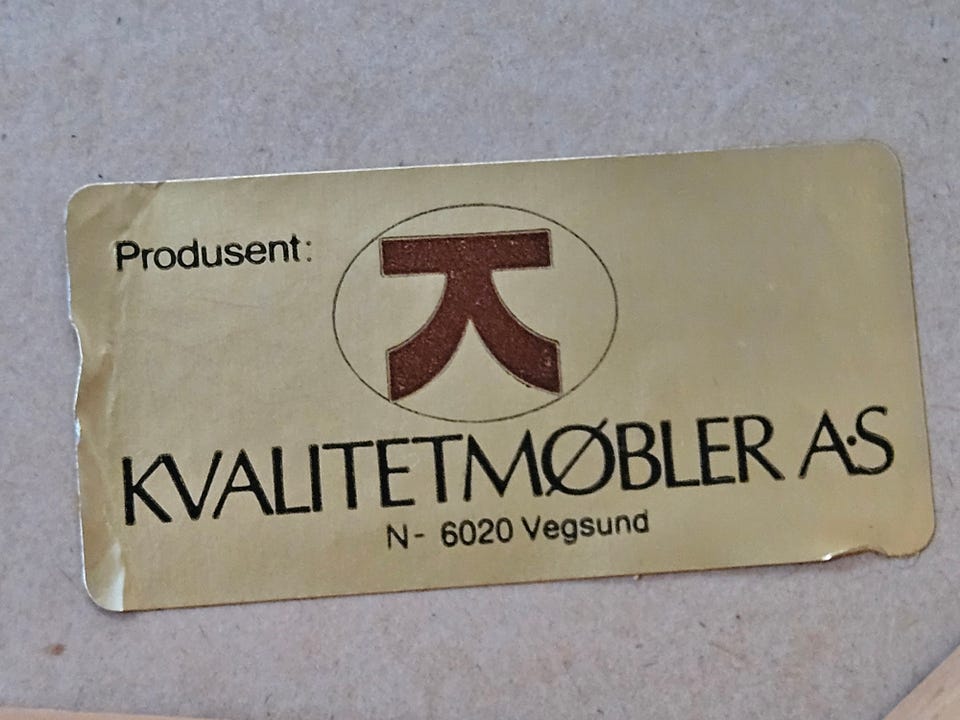 Produsent:
KVALITETMØBLER A·S
N- 6020 Vegsund